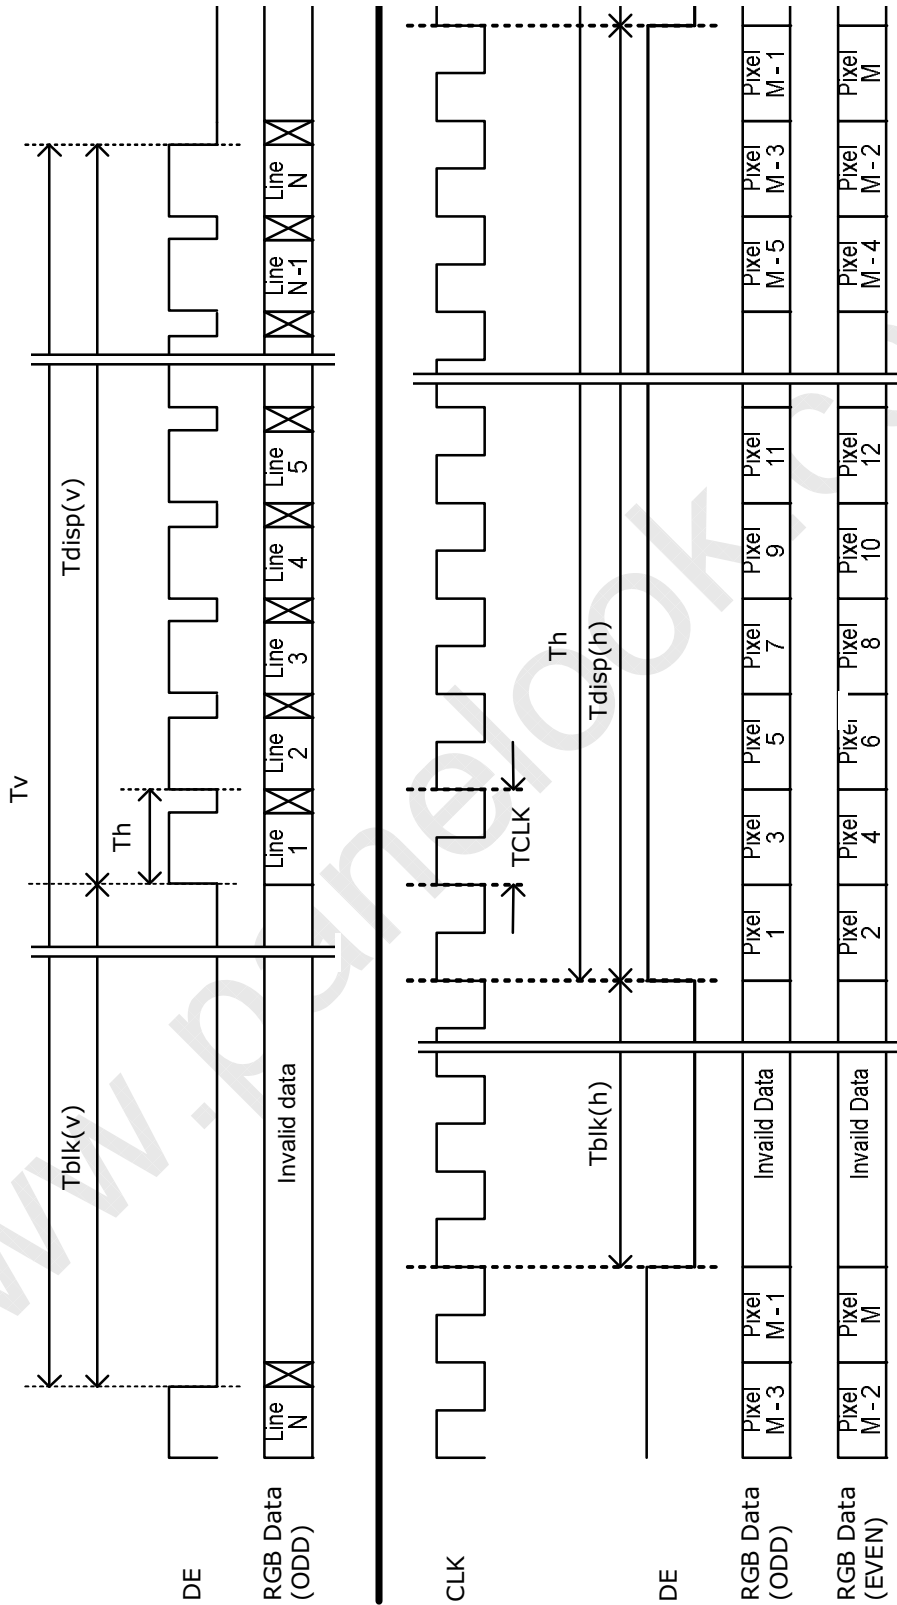 Tv
Tblk(v)
Tdisp(v)
Th
DE
RGB Data
(ODD)
Line
N
Invalid data
Line
1
Line
2
Line
3
Line
4
Line
5
Line
N-1
Line
N
CLK
TCLK
Th
Tblk(h)
Tdisp(h)
DE
RGB Data
(ODD)
Pixel
M - 3
Pixel
M - 1
Invaild Data
Pixel
1
Pixel
3
Pixel
5
Pixel
7
Pixel
9
Pixel
11
Pixel
M - 5
Pixel
M - 3
Pixel
M - 1
RGB Data
(EVEN)
Pixel
M - 2
Pixel
M
Invaild Data
Pixel
2
Pixel
4
Pixel
6
Pixel
8
Pixel
10
Pixel
12
Pixel
M - 4
Pixel
M - 2
Pixel
M